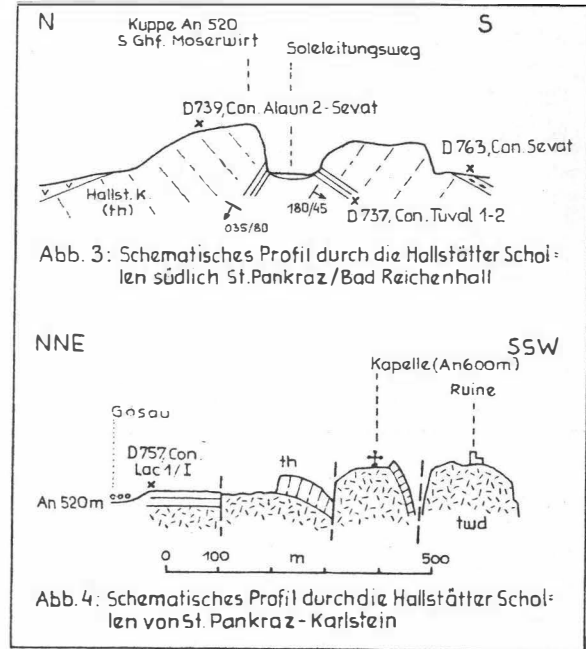 N
S
Kuppe An 520
S Ghf. Moserwirt
Soleleitungsweg
D739, Con. Alaun 2-Sevat
D 763, Con. Sevat
Hallst. K.
(th)
035/80
180/45
D737, Con. Tuval 1-2
Abb. 3: Schematisches Profil durch die Hallstätter Schol=
len südlich St. Pankraz/Bad Reichenhall
NNE
SSW
Kapelle (An600m)
Ruine
Gosau
D757, Con.
Lac 1/I
th
An 520m
twd
0 100 m 500
Abb. 4: Schematisches Profil durch die Hallstätter Schol=
len von St. Pankraz - Karlstein